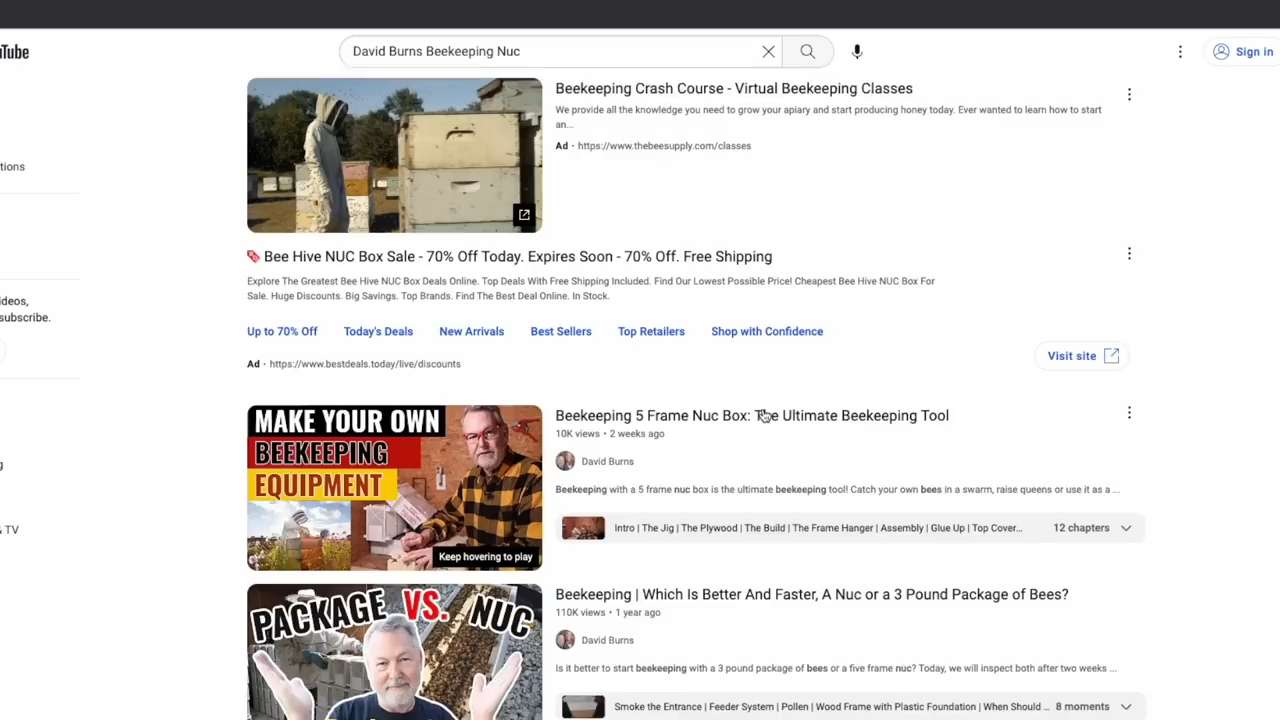 uTube
David Burns Beekeeping Nuc
Sign in
tions
ideos,
subscribe.
g
& TV
Beekeeping Crash Course - Virtual Beekeeping Classes
We provide all the knowledge you need to grow your apiary and start producing honey today. Ever wanted to learn how to start
an...
Ad · https://www.thebeesupply.com/classes
Bee Hive NUC Box Sale - 70% Off Today. Expires Soon - 70% Off. Free Shipping
Explore The Greatest Bee Hive NUC Box Deals Online. Top Deals With Free Shipping Included. Find Our Lowest Possible Price! Cheapest Bee Hive NUC Box For
Sale. Huge Discounts. Big Savings. Top Brands. Find The Best Deal Online. In Stock.
Up to 70% Off Today's Deals New Arrivals Best Sellers Top Retailers Shop with Confidence
Visit site
Ad · https://www.bestdeals.today/live/discounts
MAKE YOUR OWN
BEEKEEPING
EQUIPMENT
Keep hovering to play
Beekeeping 5 Frame Nuc Box: The Ultimate Beekeeping Tool
10K views • 2 weeks ago
David Burns
Beekeeping with a 5 frame nuc box is the ultimate beekeeping tool! Catch your own bees in a swarm, raise queens or use it as a ...
Intro | The Jig | The Plywood | The Build | The Frame Hanger | Assembly | Glue Up | Top Cover... 12 chapters
PACKAGE VS. NUC
Beekeeping | Which Is Better And Faster, A Nuc or a 3 Pound Package of Bees?
110K views • 1 year ago
David Burns
Is it better to start beekeeping with a 3 pound package of bees or a five frame nuc? Today, we will inspect both after two weeks ...
Smoke the Entrance | Feeder System | Pollen | Wood Frame with Plastic Foundation | When Should ... 8 moments